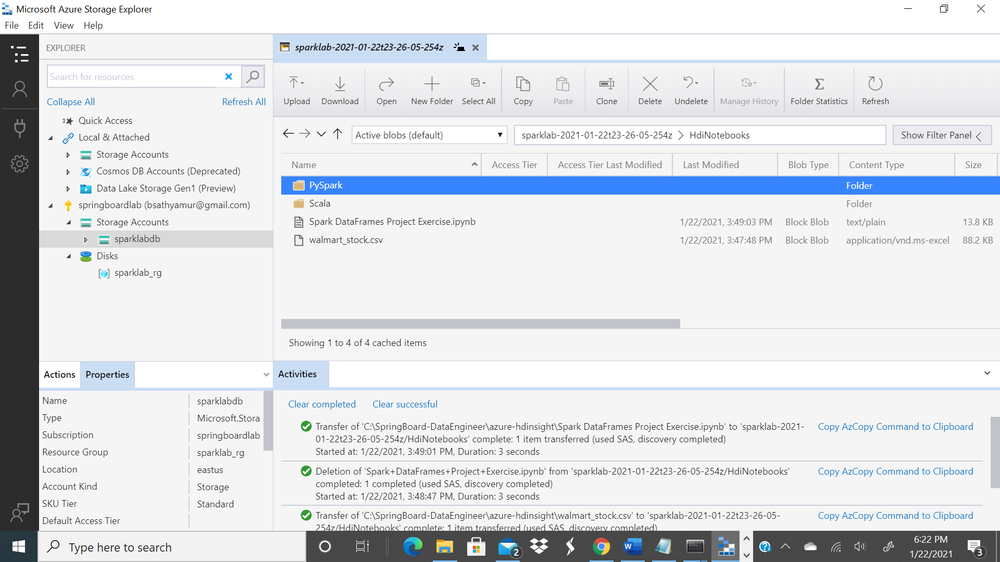 Microsoft Azure Storage Explorer
File Edit View Help
EXPLORER
Search for resources
Collapse All Refresh All
Quick Access
Local & Attached
Storage Accounts
Cosmos DB Accounts (Deprecated)
Data Lake Storage Gen1 (Preview)
springboardlab (bsathyamur@gmail.com)
Storage Accounts
sparklabdb
Disks
sparklab_rg
Actions Properties
Name sparklabdb
Type Microsoft.Stora
Subscription springboardlab
Resource Group sparklab_rg
Location eastus
Account Kind Storage
SKU Tier Standard
Default Access Tier
sparklab-2021-01-22t23-26-05-254z
Upload Download Open New Folder Select All Copy Paste Clone Delete Undelete Manage History Folder Statistics Refresh
Active blobs (default) sparklab-2021-01-22t23-26-05-254z HdiNotebooks Show Filter Panel
Name Access Tier Access Tier Last Modified Last Modified Blob Type Content Type Size
PySpark Folder
Scala Folder
Spark DataFrames Project Exercise.ipynb 1/22/2021, 3:49:03 PM Block Blob text/plain 13.8 KB
walmart_stock.csv 1/22/2021, 3:47:48 PM Block Blob application/vnd.ms-excel 88.2 KB
Showing 1 to 4 of 4 cached items
Activities
Clear completed Clear successful
Transfer of 'C:\SpringBoard-DataEngineer\azure-hdinsight\Spark DataFrames Project Exercise.ipynb' to 'sparklab-2021- Copy AzCopy Command to Clipboard
01-22t23-26-05-254z/HdiNotebooks' complete: 1 item transferred (used SAS, discovery completed)
Started at: 1/22/2021, 3:49:01 PM, Duration: 3 seconds
Deletion of 'Spark+DataFrames+Project+Exercise.ipynb' from 'sparklab-2021-01-22t23-26-05-254z/HdiNotebooks' Copy AzCopy Command to Clipboard
completed: 1 completed (used SAS, discovery completed)
Started at: 1/22/2021, 3:48:47 PM, Duration: 3 seconds
Transfer of 'C:\SpringBoard-DataEngineer\azure-hdinsight\walmart_stock.csv' to 'sparklab-2021-01-22t23-26-05- Copy AzCopy Command to Clipboard
254z/HdiNotebooks' complete: 1 item transferred (used SAS, discovery completed)
Type here to search
2
W
6:22 PM
1/22/2021
3